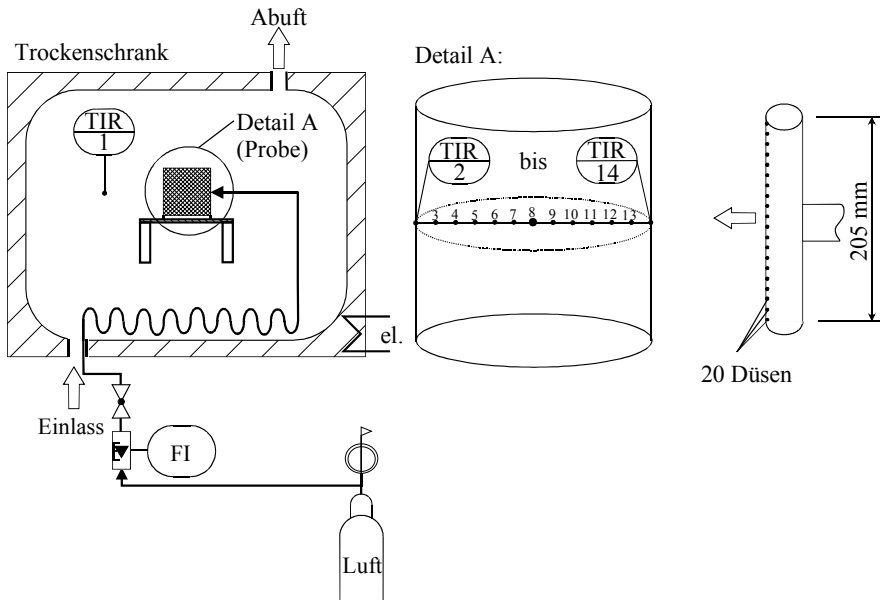 Abuft
Trockenschrank
Detail A:
TIR
1
Detail A
(Probe)
TIR
2
bis
TIR
14
3 4 5 6 7 8 9 10 11 12 13
205 mm
el.
20 Düsen
Einlass
FI
Luft